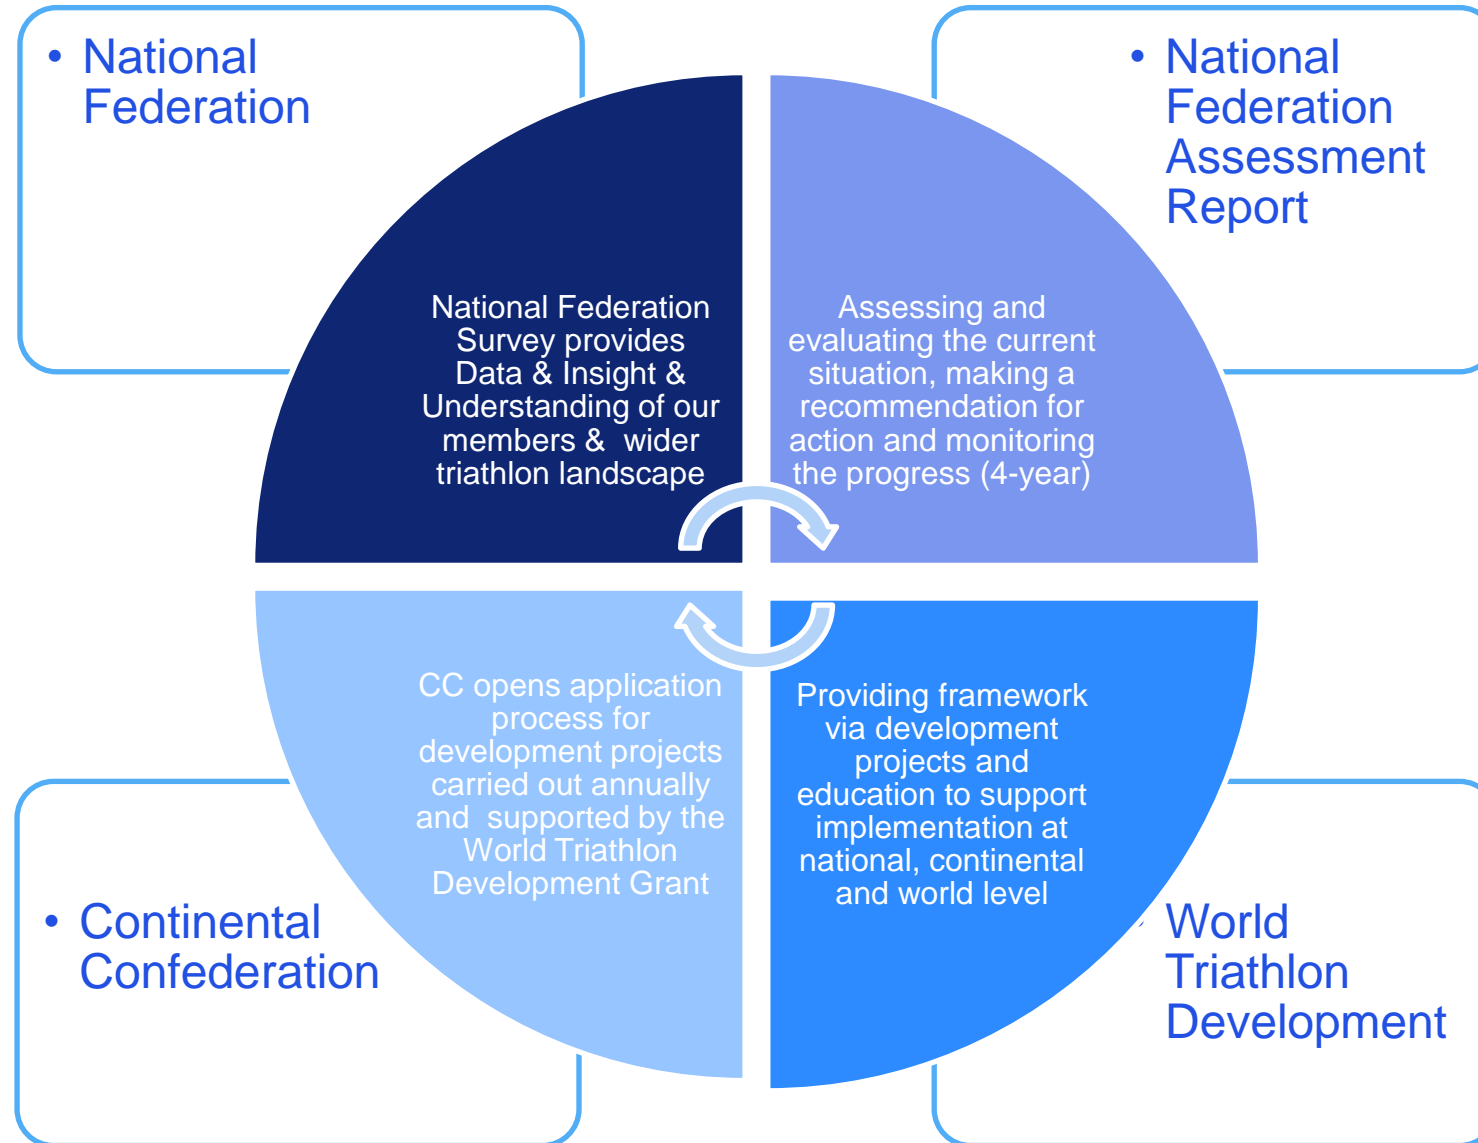 • National
Federation
• National
Federation
Assessment
Report
National Federation
Survey provides
Data & Insight &
Understanding of our
members &  wider
triathlon landscape
Assessing and
evaluating the current
situation, making a
recommendation for
action and monitoring
the progress (4-year)
CC opens application
process for
development projects
carried out annually
and  supported by the
World Triathlon
Development Grant
Providing framework
via development
projects and
education to support
implementation at
national, continental
and world level
• Continental
Confederation
• World
Triathlon
Development